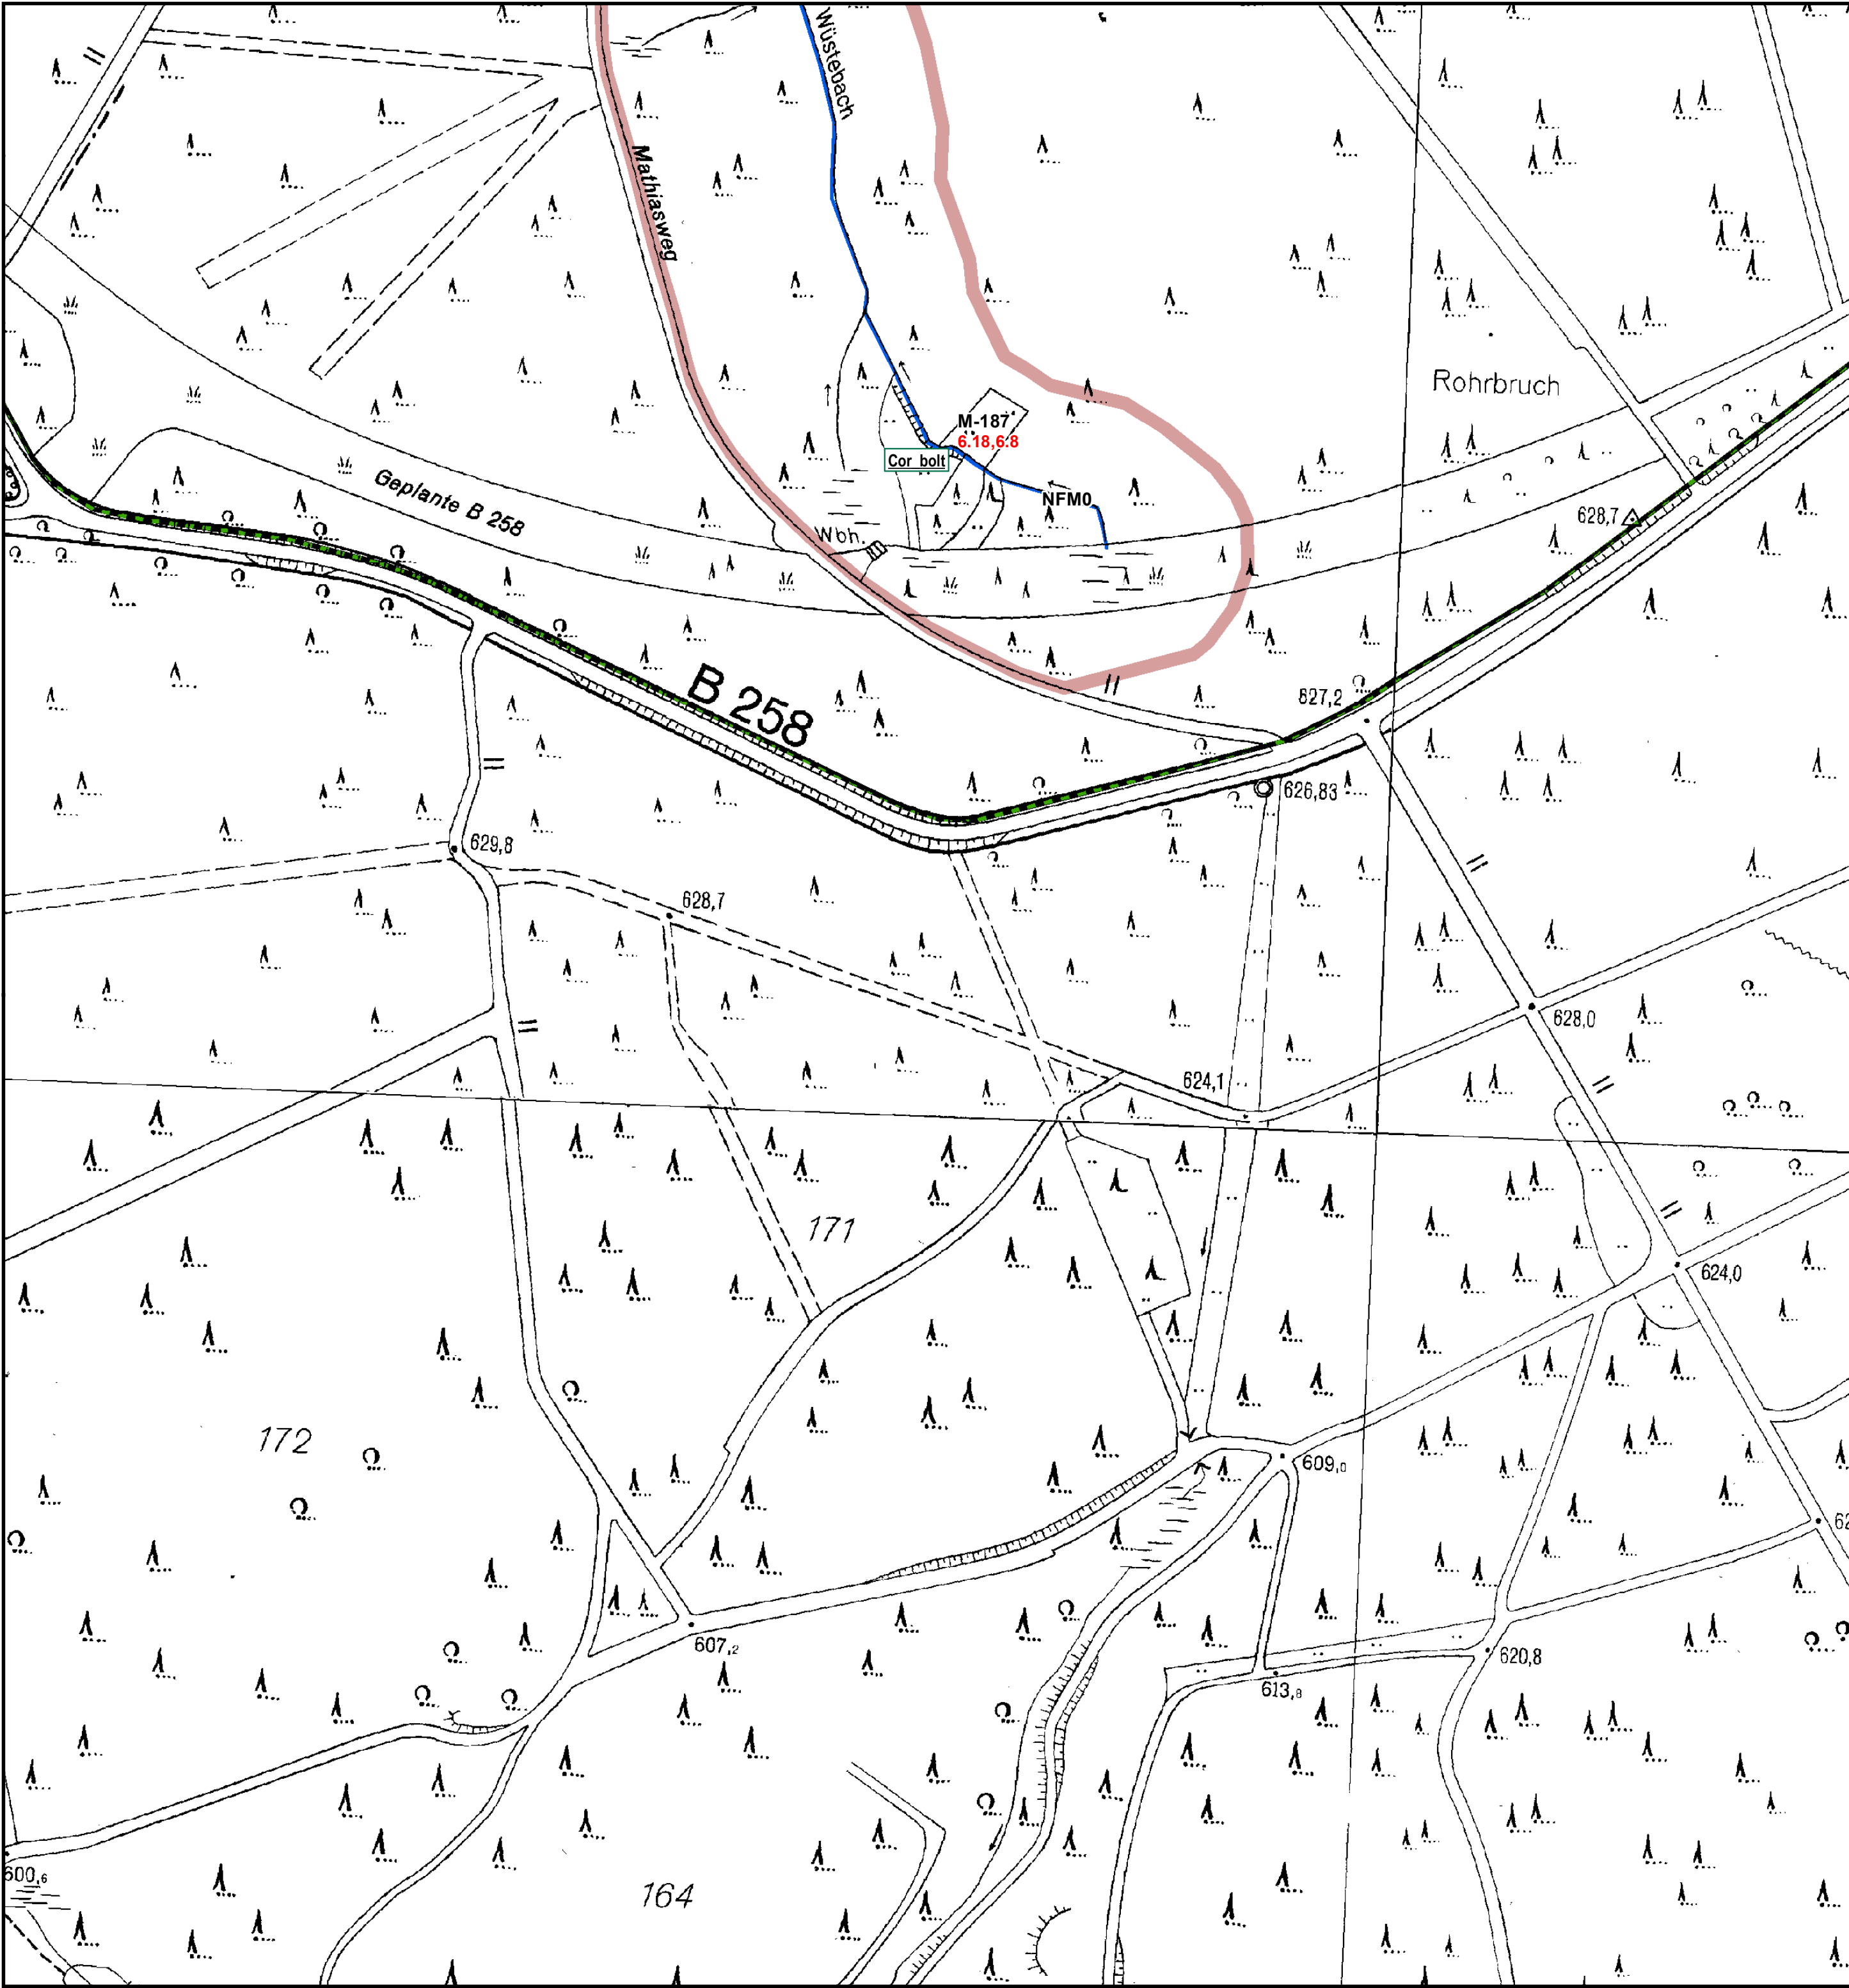 Wüstebach
Mathiasweg
Rohrbruch
M-187
6.18,6.8
Cor_bolt
NFM0
Geplante B 258
Wbh.
628,7
B 258
627,2
626,83
629,8
628,7
628,0
624,1
171
624,0
172
609,0
607,2
620,8
613,8
600,6
164